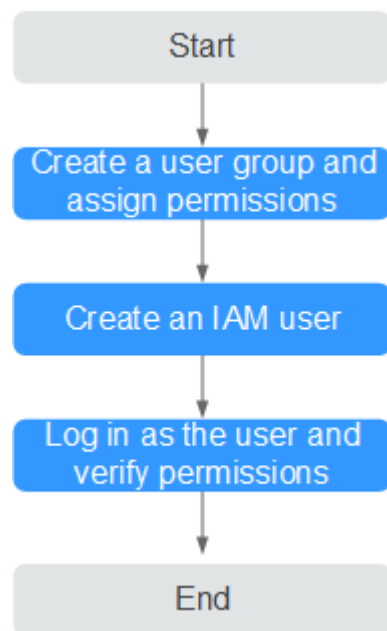 Start
Create a user group and
assign permissions
Create an IAM user
Log in as the user and
verify permissions
End